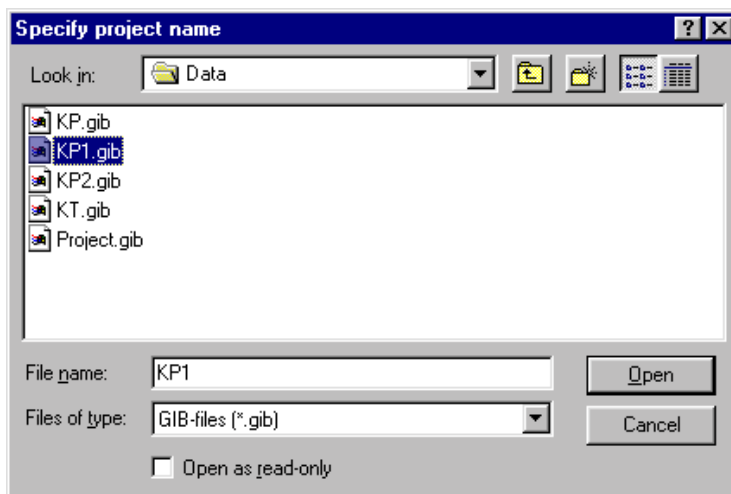 Specify project name
Look in: Data
KP.gib
KP1.gib
KP2.gib
KT.gib
Project.gib
File name: KP1 Open
Files of type: GIB-files (*.gib) Cancel
Open as read-only